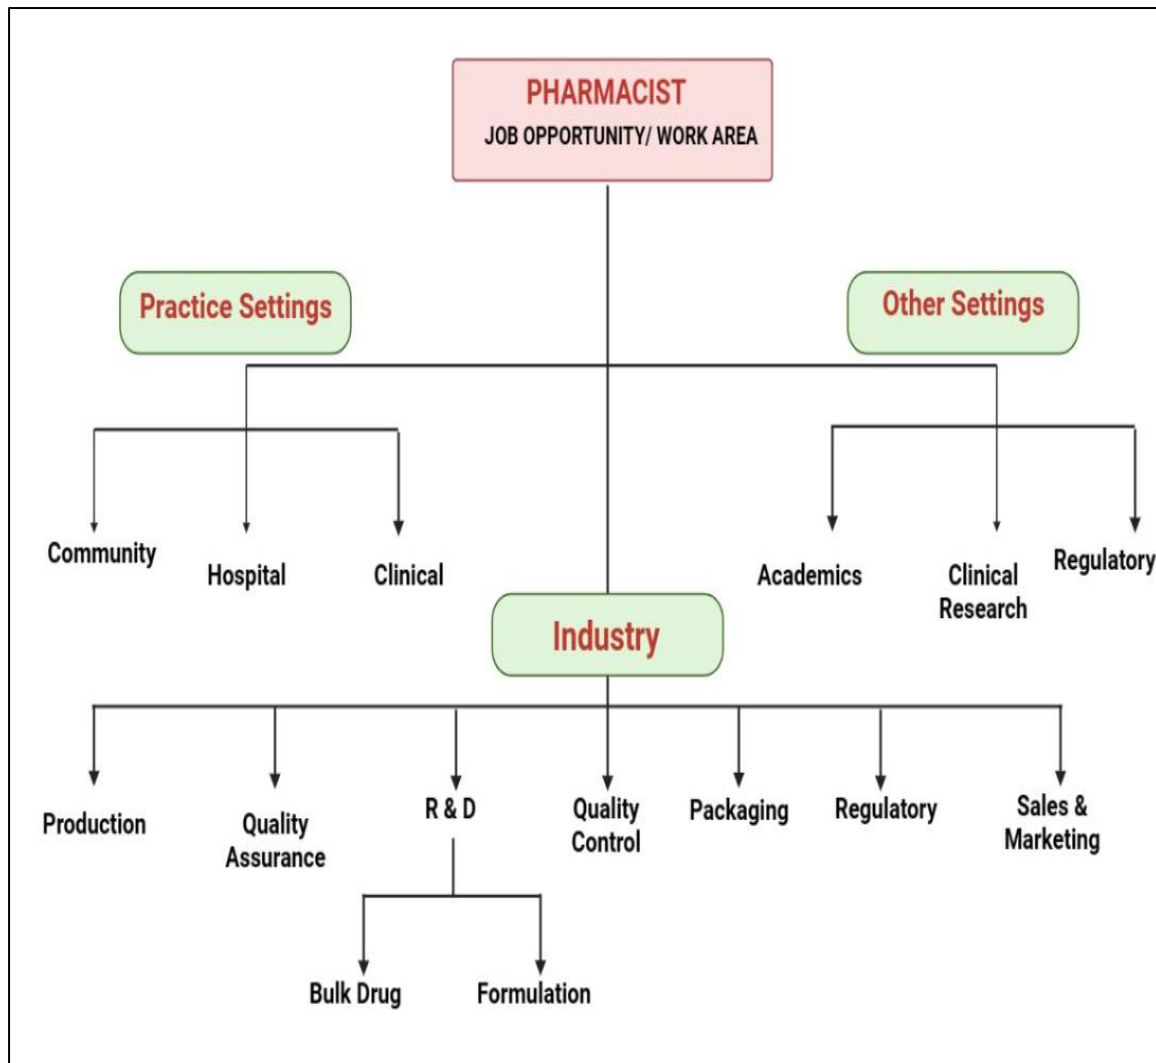 PHARMACIST
JOB OPPORTUNITY/ WORK AREA
Practice Settings
Other Settings
Community
Hospital
Clinical
Academics
Clinical
Research
Regulatory
Industry
Production
Quality
Assurance
R & D
Quality
Control
Packaging
Regulatory
Sales &
Marketing
Bulk Drug
Formulation